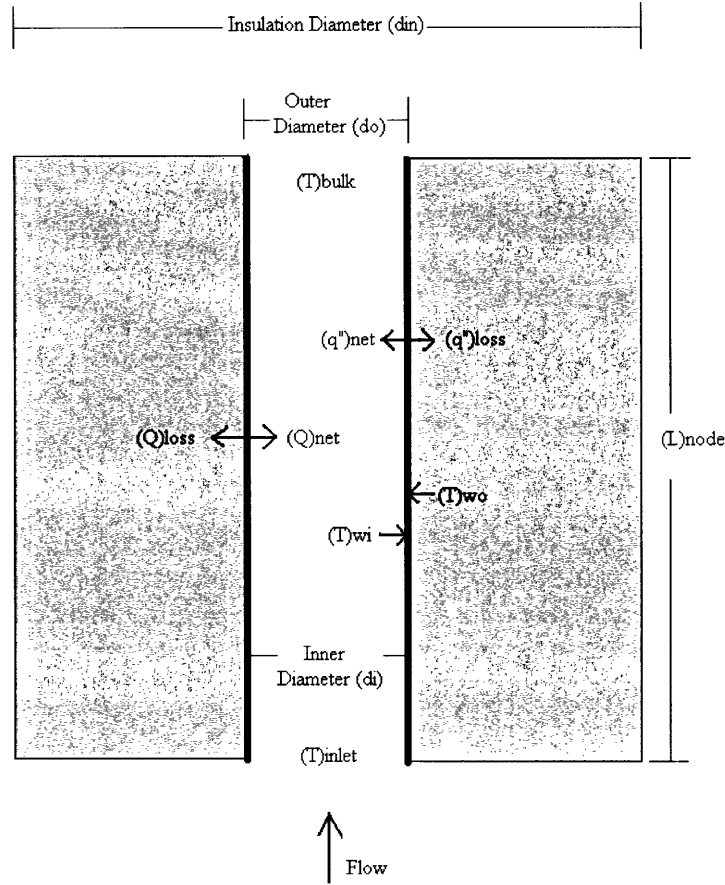 Insulation Diameter (din)
Outer
Diameter (do)
(T)bulk
(q")net
(q")loss
(Q)loss
(Q)net
(L)node
(T)wo
(T)wi
Inner
Diameter (di)
(T)inlet
Flow